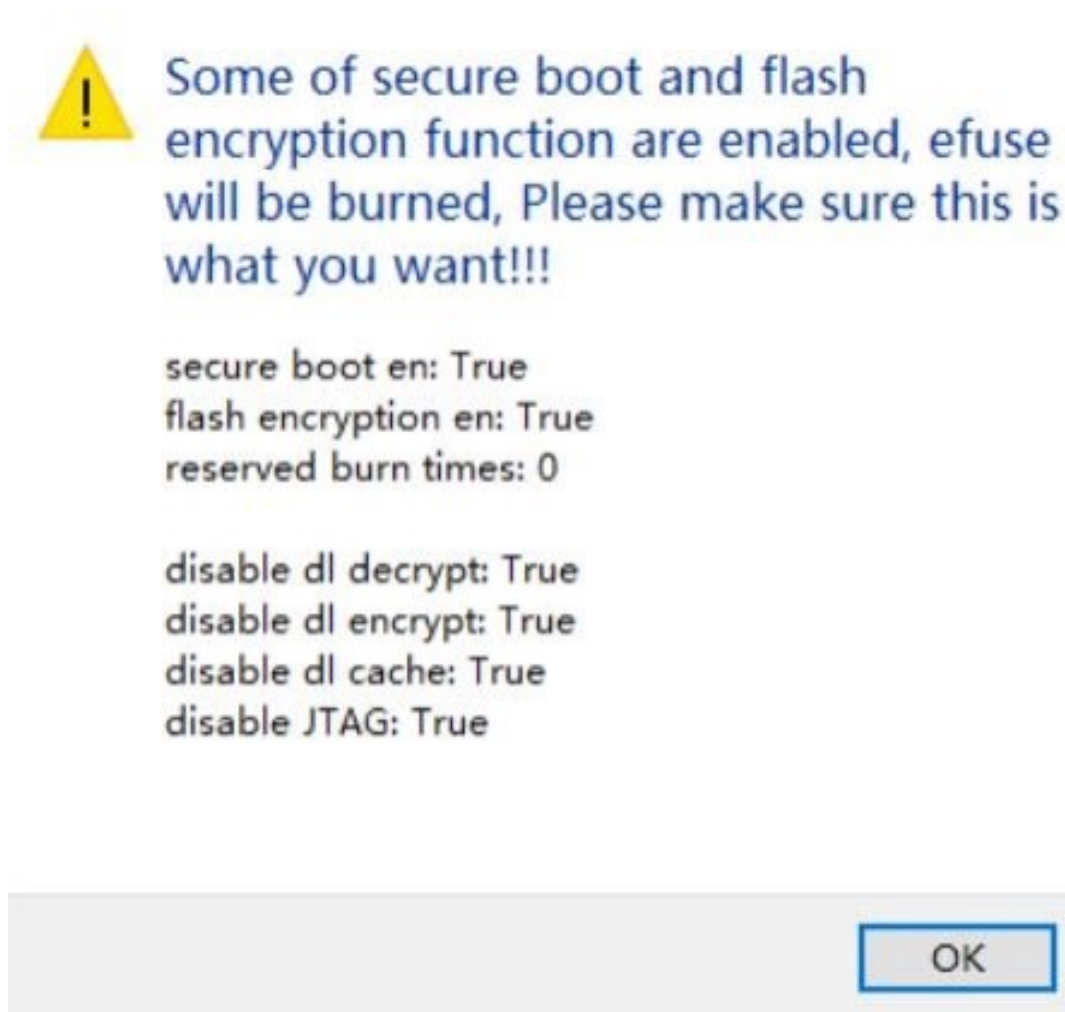 Some of secure boot and flash
encryption function are enabled, efuse
will be burned, Please make sure this is
what you want!!!
secure boot en: True
flash encryption en: True
reserved burn times: 0
disable dl decrypt: True
disable dl encrypt: True
disable dl cache: True
disable JTAG: True
OK